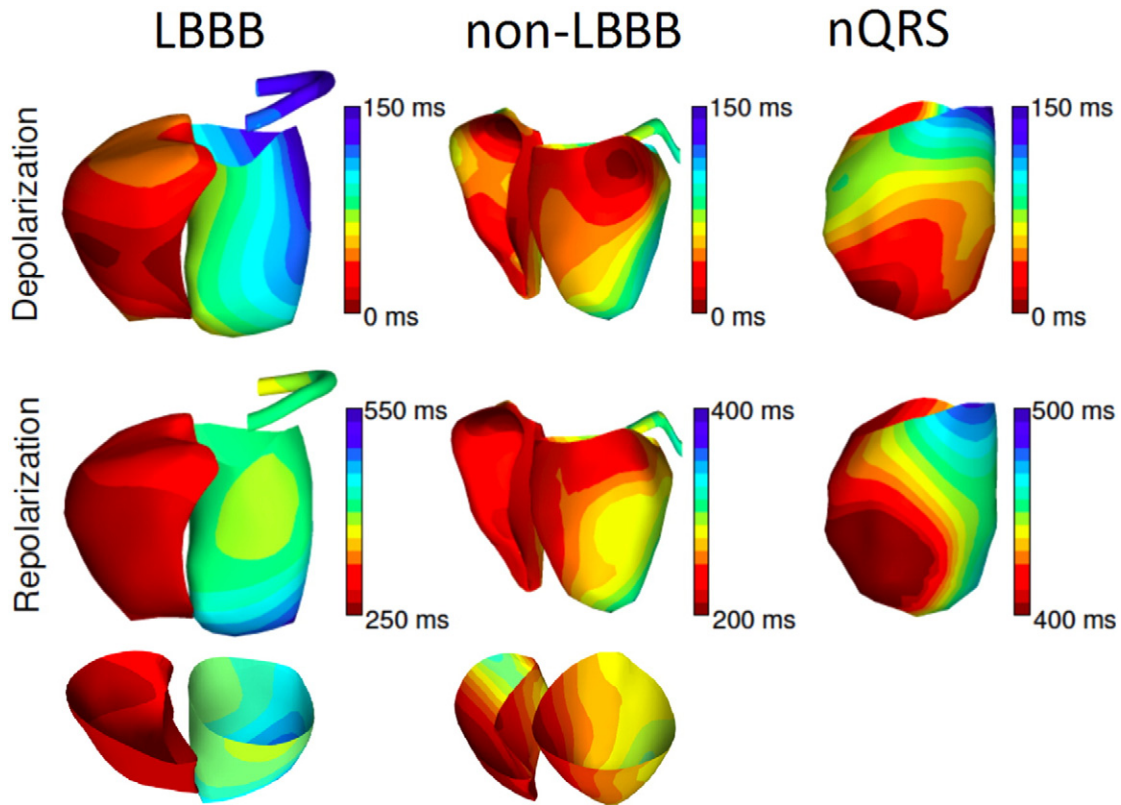 LBBB
non-LBBB
nQRS
Depolarization
150 ms
0 ms
150 ms
0 ms
150 ms
0 ms
Repolarization
550 ms
250 ms
400 ms
200 ms
500 ms
400 ms